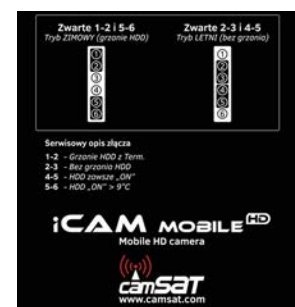 Zwarte 1-2 i 5-6
Tryb ZIMOWY (grzanie HDD)
1
2
3
4
5
6
Zwarte 2-3 i 4-5
Tryb LETNI (bez grzania)
1
2
3
4
5
6
Serwisowy opis złącza
1-2 - Grzanie HDD z Term.
2-3 - Bez grzania HDD
4-5 - HDD zawsze „ON”
5-6 - HDD „ON” > 9°C
iCAM MOBILE HD
Mobile HD camera
camSAT
www.camsat.com